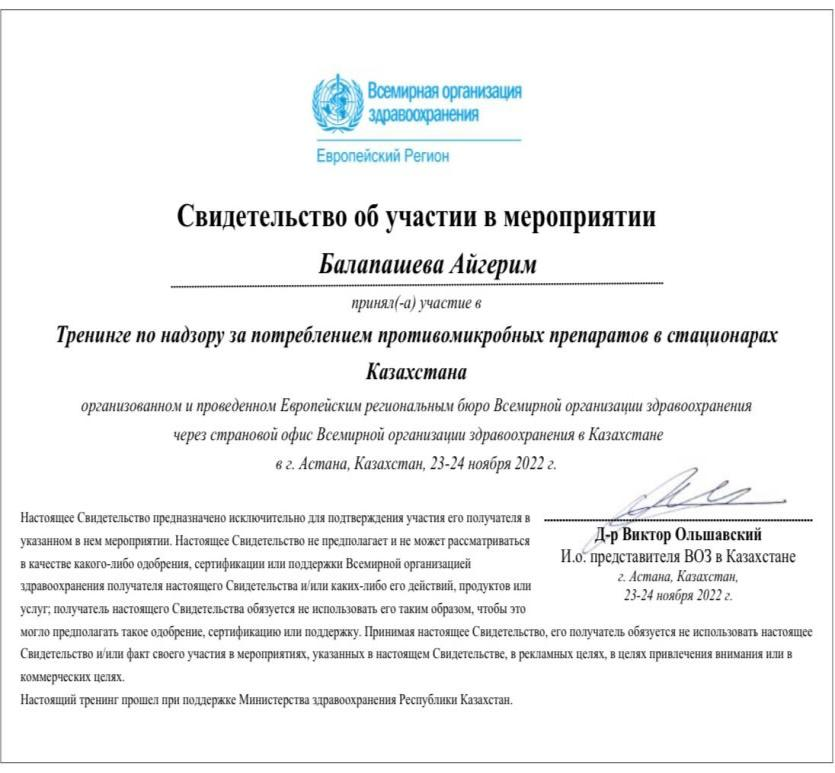 Всемирная организация
здравоохранения
Европейский Регион
Свидетельство об участии в мероприятии
Балапашева Айгерим
принял(-а) участие в
Тренинге по надзору за потреблением противомикробных препаратов в стационарах
Казахстана
организованном и проведенном Европейским региональным бюро Всемирной организации здравоохранения
через страновой офис Всемирной организации здравоохранения в Казахстане
в г. Астана, Казахстан, 23-24 ноября 2022 г.
Настоящее Свидетельство предназначено исключительно для подтверждения участия его получателя в
указанном в нем мероприятии. Настоящее Свидетельство не предполагает и не может рассматриваться
в качестве какого-либо одобрения, сертификации или поддержки Всемирной организацией
здравоохранения получателя настоящего Свидетельства и/или каких-либо его действий, продуктов или
услуг; получатель настоящего Свидетельства обязуется не использовать его таким образом, чтобы это
могло предполагать такое одобрение, сертификацию или поддержку. Принимая настоящее Свидетельство, его получатель обязуется не использовать настоящее
Свидетельство и/или факт своего участия в мероприятиях, указанных в настоящем Свидетельстве, в рекламных целях, в целях привлечения внимания или в
коммерческих целях.
Настоящий тренинг прошел при поддержке Министерства здравоохранения Республики Казахстан.
Д-р Виктор Ольшавский
И.о. представителя ВОЗ в Казахстане
г. Астана, Казахстан,
23-24 ноября 2022 г.